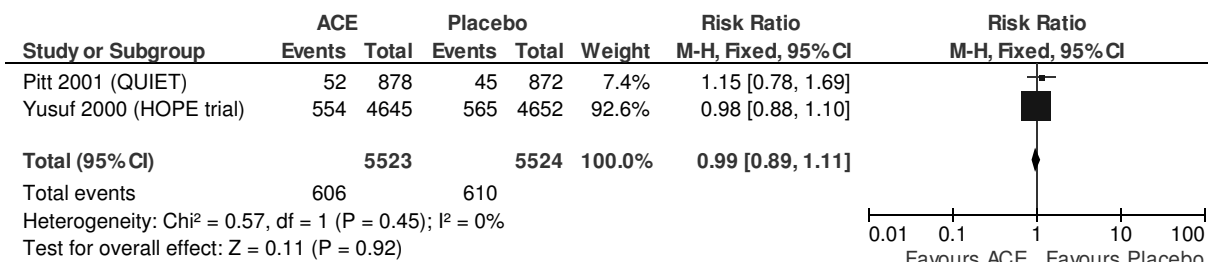 ACE Placebo Risk Ratio Risk Ratio
Study or Subgroup Events Total Events Total Weight M-H, Fixed, 95% CI M-H, Fixed, 95% CI
Pitt 2001 (QUIET) 52 878 45 872 7.4% 1.15 [0.78, 1.69]
Yusuf 2000 (HOPE trial) 554 4645 565 4652 92.6% 0.98 [0.88, 1.10]
Total (95% CI) 5523 5524 100.0% 0.99 [0.89, 1.11]
Total events 606 610
Heterogeneity: Chi² = 0.57, df = 1 (P = 0.45); I² = 0%
Test for overall effect: Z = 0.11 (P = 0.92)
0.01 0.1 1 10 100
Favours ACE Favours Placebo